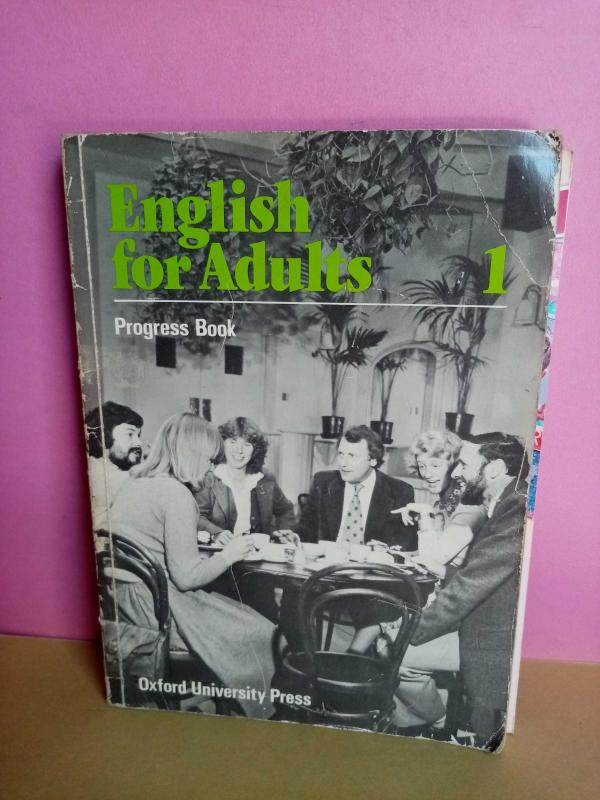 English
for Adults 1
Progress Book
Oxford University Press